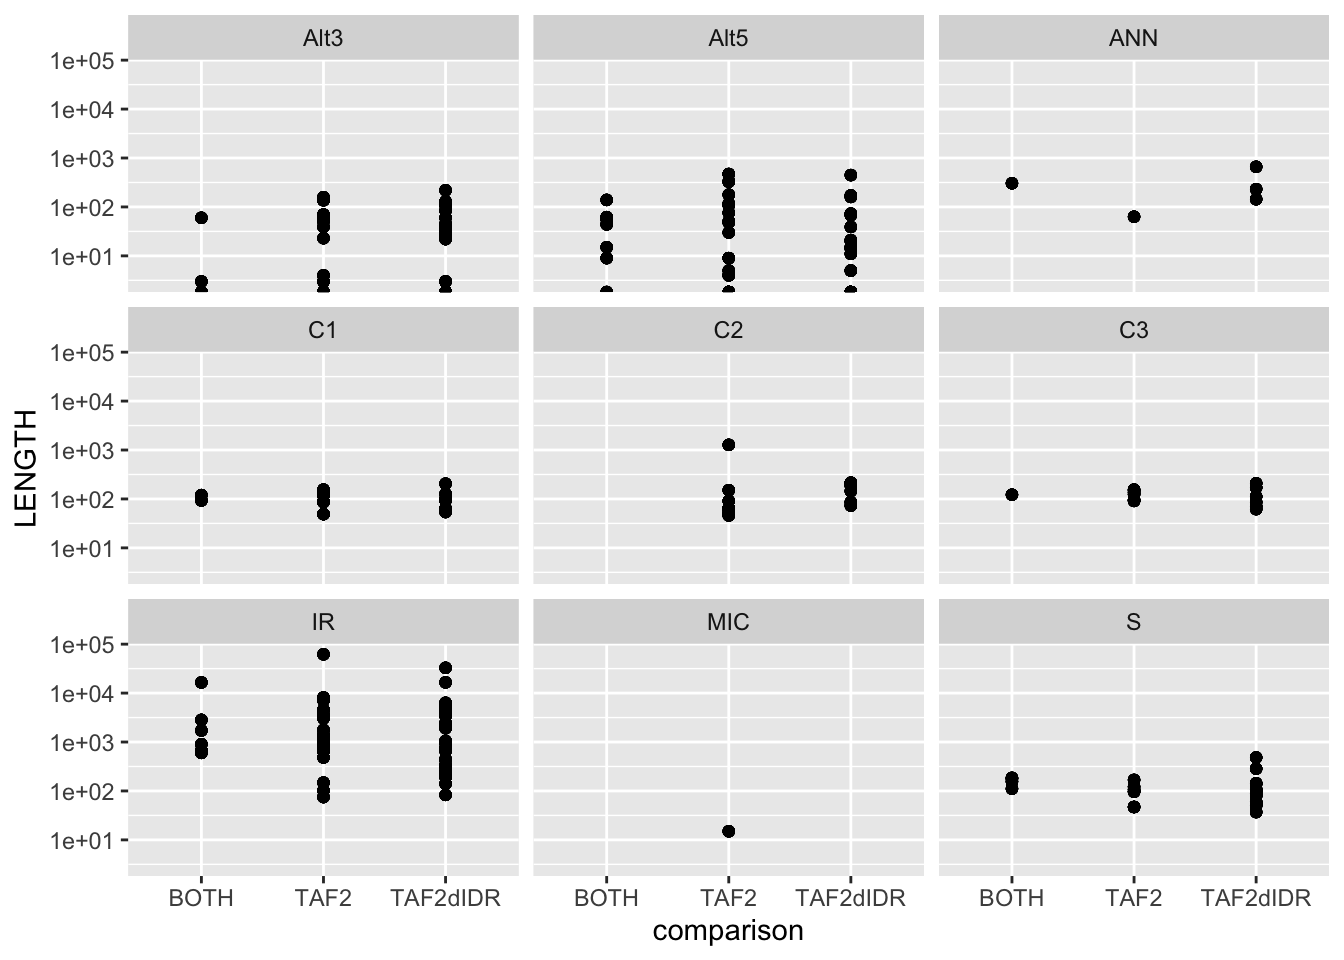 Alt3 Alt5 ANN
1e+05
1e+04
1e+03
1e+02
1e+01
C1 C2 C3
1e+05
1e+04
1e+03
1e+02
1e+01
LENGTH
IR MIC S
1e+05
1e+04
1e+03
1e+02
1e+01
BOTH TAF2 TAF2dIDR BOTH TAF2 TAF2dIDR BOTH TAF2 TAF2dIDR
comparison